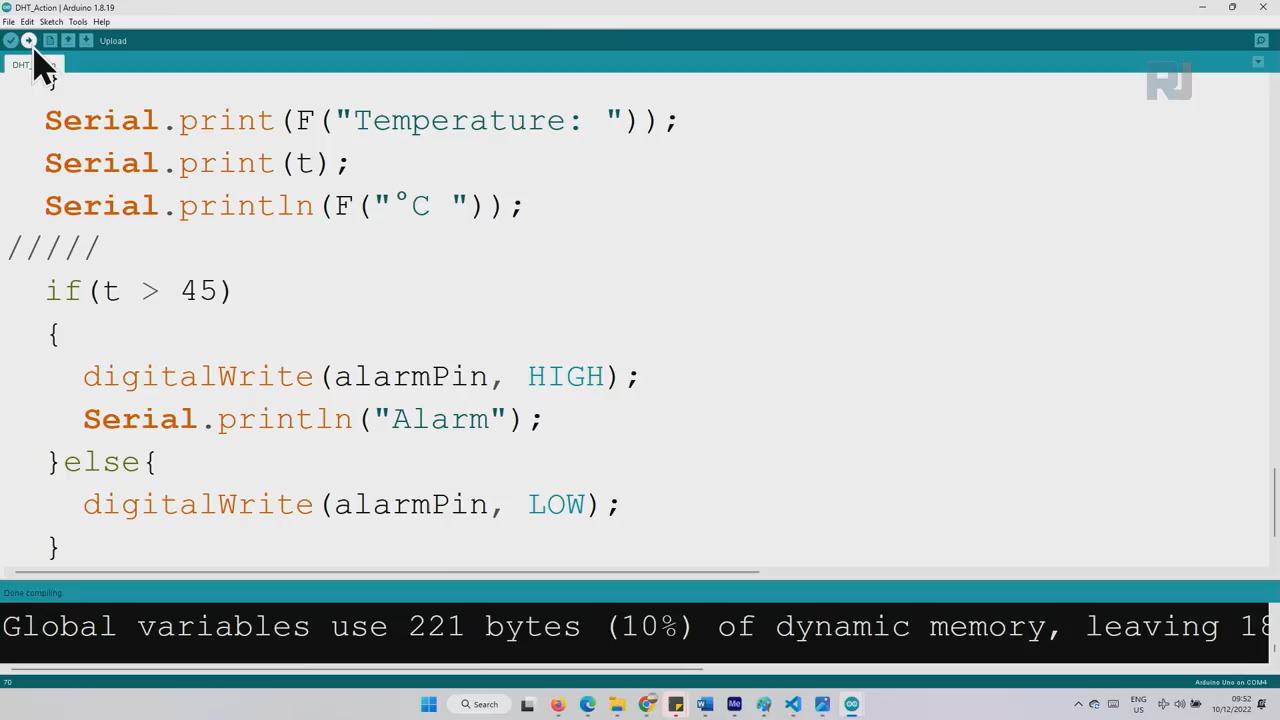 DHT_Action | Arduino 1.8.19
File Edit Sketch Tools Help
Upload
RJ
}
Serial.print(F("Temperature: "));
Serial.print(t);
Serial.println(F("°C "));
/////
if(t > 45)
{
digitalWrite(alarmPin, HIGH);
Serial.println("Alarm");
}else{
digitalWrite(alarmPin, LOW);
}
Done compiling.
Global variables use 221 bytes (10%) of dynamic memory, leaving 18
70
Arduino Uno on COM4
Search
ENG
US
09:52
10/12/2022